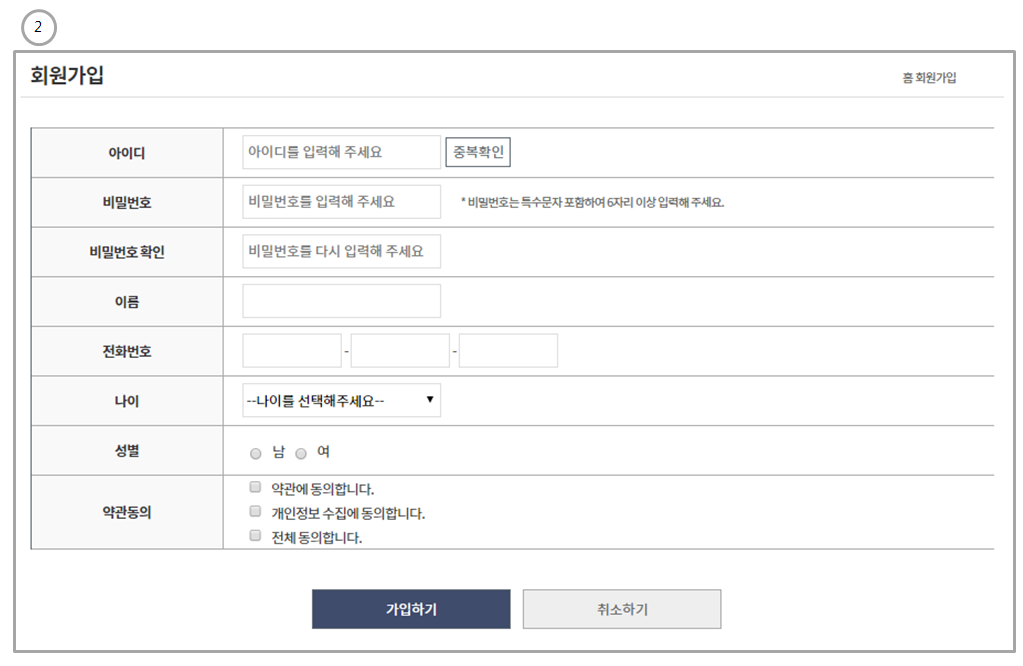 2
회원가입
홈 회원가입
아이디 아이디를 입력해 주세요 중복확인
비밀번호 비밀번호를 입력해 주세요 * 비밀번호는 특수문자 포함하여 6자리 이상 입력해 주세요.
비밀번호 확인 비밀번호를 다시 입력해 주세요
이름
전화번호 - -
나이 --나이를 선택해주세요--
성별 남 여
약관에 동의합니다.
약관동의 개인정보 수집에 동의합니다.
전체 동의합니다.
가입하기 취소하기